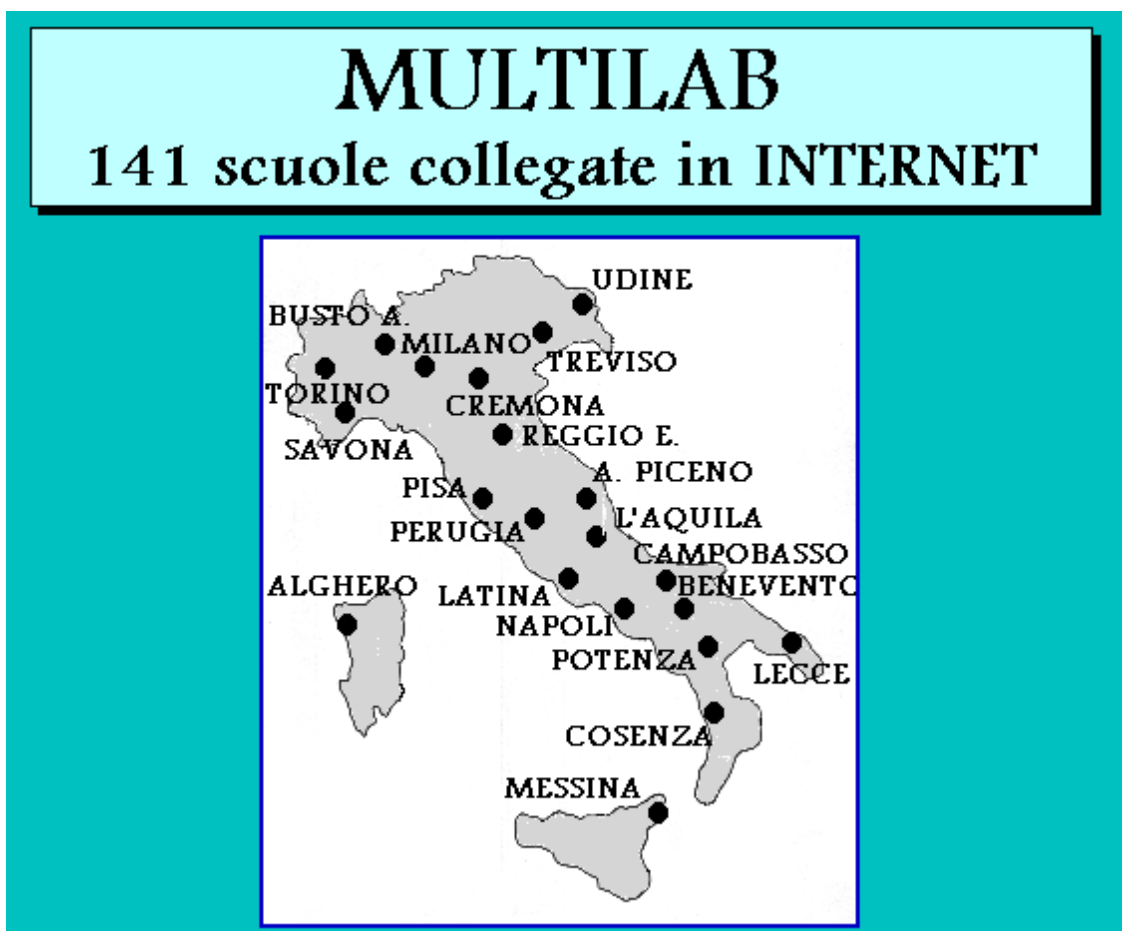 MULTILAB
141 scuole collegate in INTERNET
UDINE
BUSTO A.
MILANO
TREVISO
TORINO
CREMONA
SAVONA
REGGIO E.
A. PICENO
PISA
L'AQUILA
PERUGIA
CAMPOBASSO
ALGHERO
BENEVENTO
LATINA
NAPOLI
POTENZA
LECCE
COSENZA
MESSINA